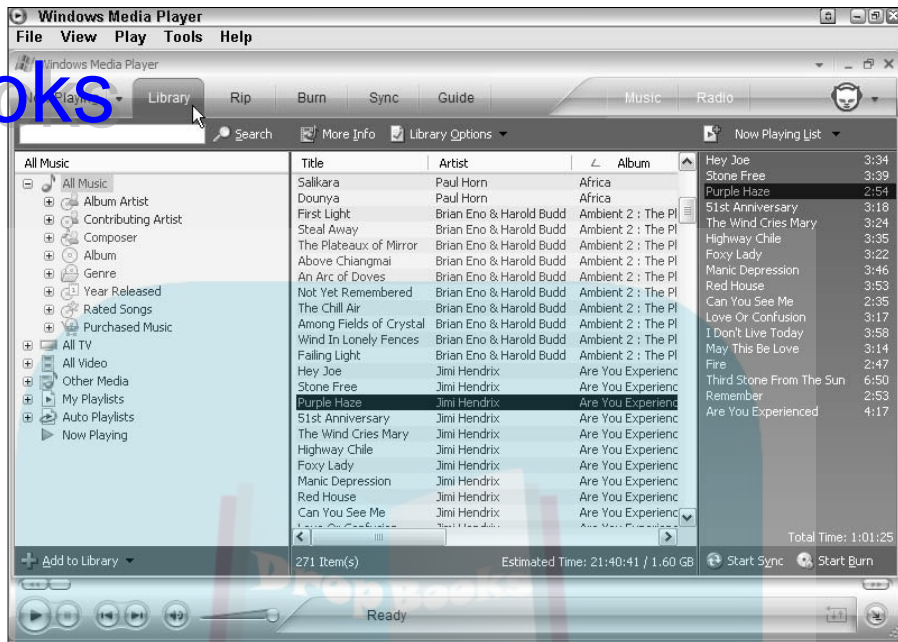 Windows Media Player
File View Play Tools Help
Windows Media Player
oks
Now Playing Library Rip Burn Sync Guide Music Radio
Search More Info Library Options Now Playing List
All Music
All Music
Album Artist
Contributing Artist
Composer
Album
Genre
Year Released
Rated Songs
Purchased Music
All TV
All Video
Other Media
My Playlists
Auto Playlists
Now Playing
Add to Library
Title Artist Album
Salikara Paul Horn Africa
Dounya Paul Horn Africa
First Light Brian Eno & Harold Budd Ambient 2 : The Pl
Steal Away Brian Eno & Harold Budd Ambient 2 : The Pl
The Plateaux of Mirror Brian Eno & Harold Budd Ambient 2 : The Pl
Above Chiangmai Brian Eno & Harold Budd Ambient 2 : The Pl
An Arc of Doves Brian Eno & Harold Budd Ambient 2 : The Pl
Not Yet Remembered Brian Eno & Harold Budd Ambient 2 : The Pl
The Chill Air Brian Eno & Harold Budd Ambient 2 : The Pl
Among Fields of Crystal Brian Eno & Harold Budd Ambient 2 : The Pl
Wind In Lonely Fences Brian Eno & Harold Budd Ambient 2 : The Pl
Failing Light Brian Eno & Harold Budd Ambient 2 : The Pl
Hey Joe Jimi Hendrix Are You Experienc
Stone Free Jimi Hendrix Are You Experienc
Purple Haze Jimi Hendrix Are You Experienc
51st Anniversary Jimi Hendrix Are You Experienc
The Wind Cries Mary Jimi Hendrix Are You Experienc
Highway Chile Jimi Hendrix Are You Experienc
Foxy Lady Jimi Hendrix Are You Experienc
Manic Depression Jimi Hendrix Are You Experienc
Red House Jimi Hendrix Are You Experienc
Can You See Me Jimi Hendrix Are You Experienc
271 Item(s) Estimated Time: 21:40:41 / 1.60 GB
Hey Joe 3:34
Stone Free 3:39
Purple Haze 2:54
51st Anniversary 3:18
The Wind Cries Mary 3:24
Highway Chile 3:35
Foxy Lady 3:22
Manic Depression 3:46
Red House 3:53
Can You See Me 2:35
Love Or Confusion 3:17
I Don't Live Today 3:58
May This Be Love 3:14
Fire 2:47
Third Stone From The Sun 6:50
Remember 2:53
Are You Experienced 4:17
Total Time: 1:01:25
Start Sync Start Burn
Drop Books
Ready